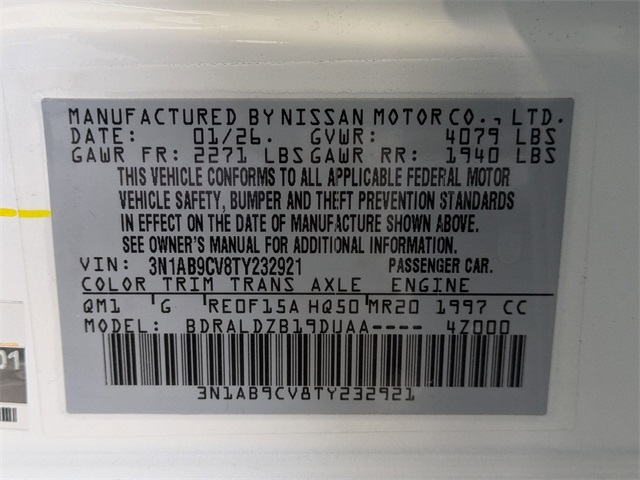 MANUFACTURED BY NISSAN MOTOR CO., LTD.
DATE: 01/26. GVWR: 4079 LBS
GAWR FR: 2271 LBS GAWR RR: 1940 LBS
THIS VEHICLE CONFORMS TO ALL APPLICABLE FEDERAL MOTOR
VEHICLE SAFETY, BUMPER AND THEFT PREVENTION STANDARDS
IN EFFECT ON THE DATE OF MANUFACTURE SHOWN ABOVE.
SEE OWNER'S MANUAL FOR ADDITIONAL INFORMATION.
VIN: 3N1AB9CV8TY232921 PASSENGER CAR.
COLOR TRIM TRANS AXLE ENGINE
QM1 G RE0F15A HQ50 MR20 1997 CC
MODEL: BDRALDZB19DUAA---- 4Z000
3N1AB9CV8TY232921
01